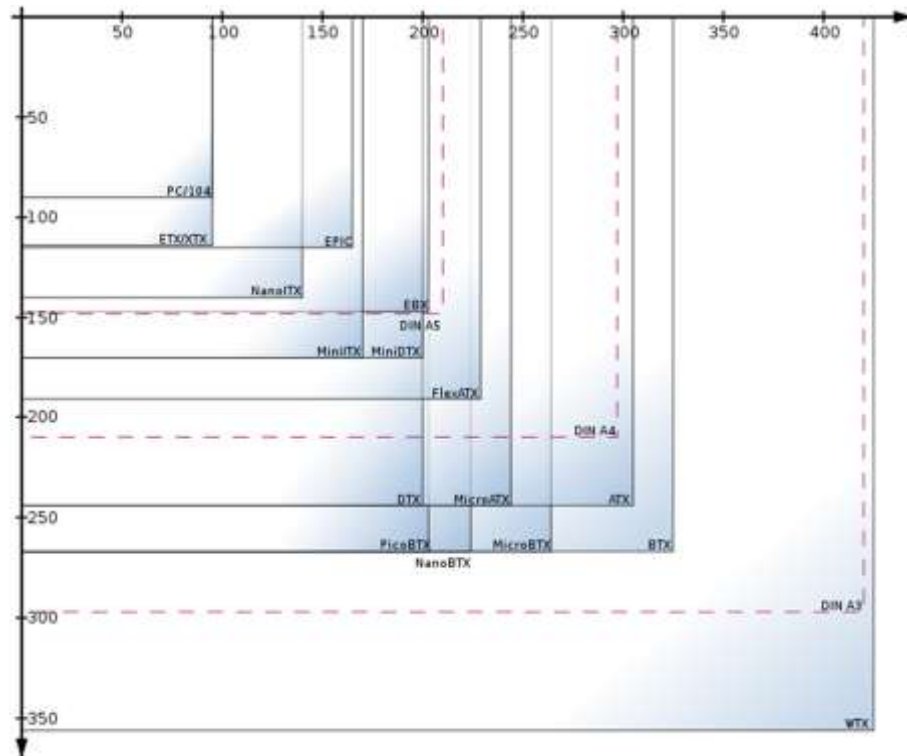 50 100 150 200 250 300 350 400
50
PC/104
100
ETX/XTX EPIC
NanoITX
EBX
150
DIN A5
MiniITX MiniDTX
FlexATX
200
DIN A4
DTX MicroATX ATX
250
PicoBTX MicroBTX BTX
NanoBTX
DIN A3
300
350
WTX